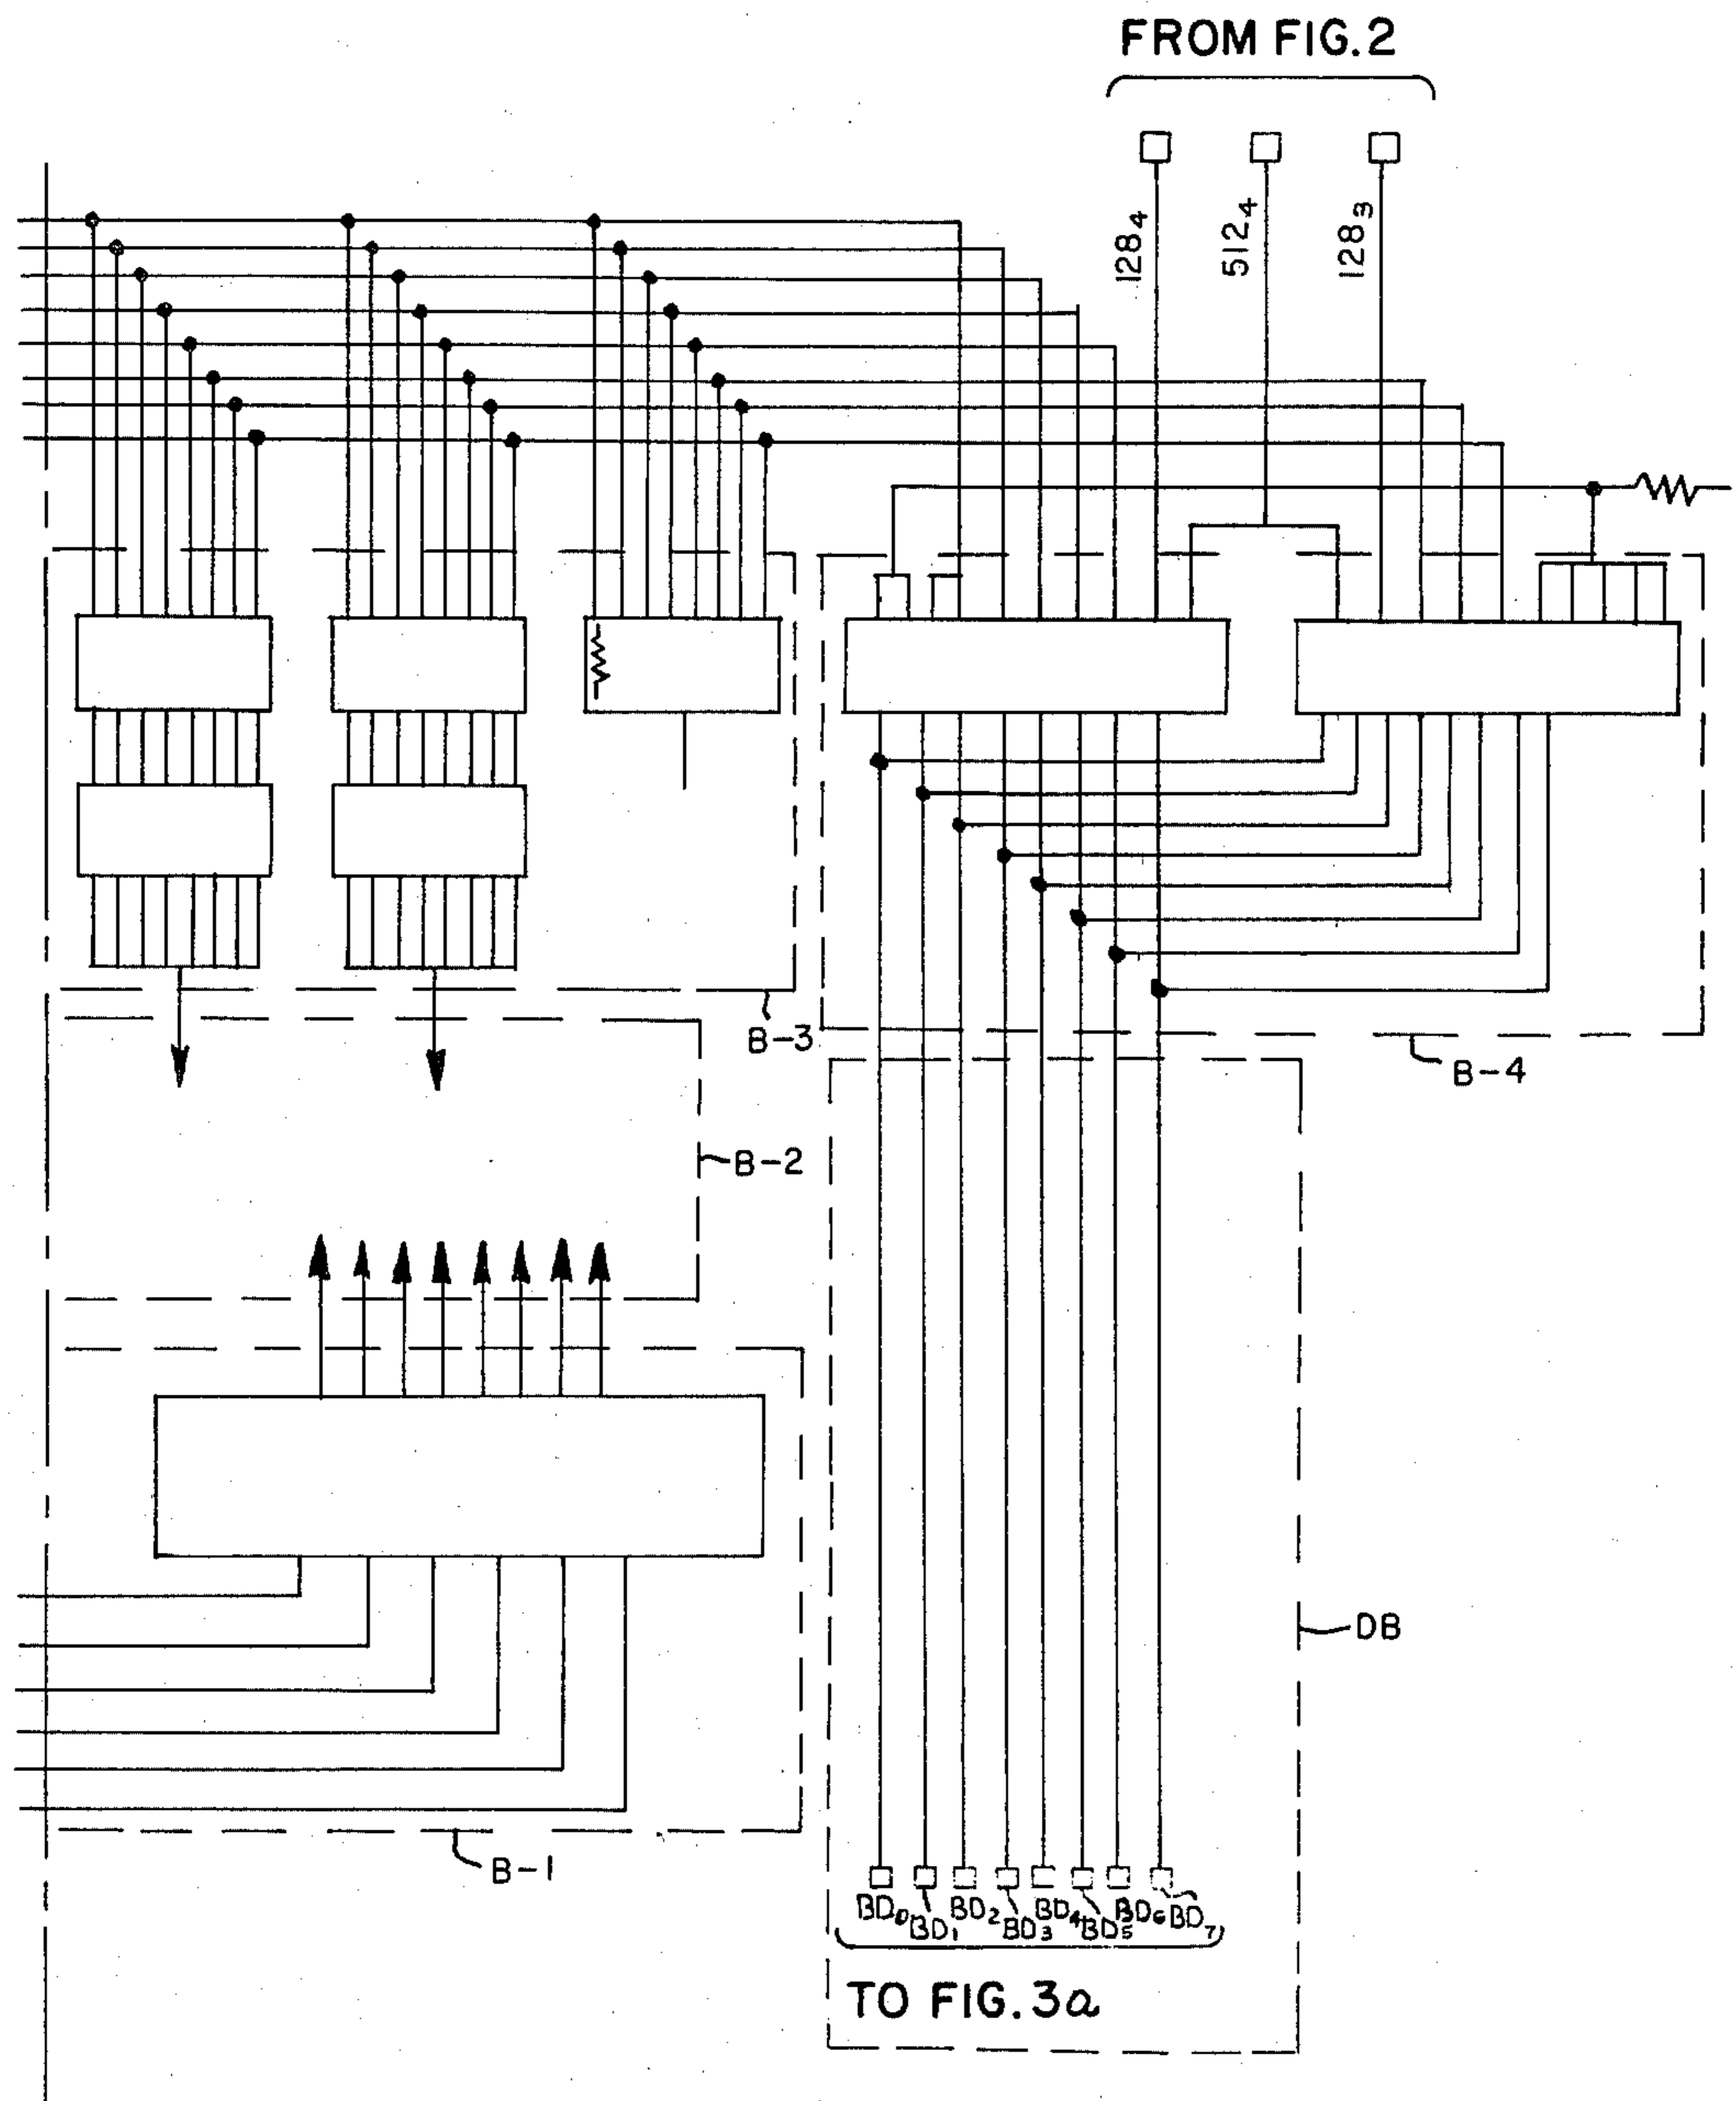 FROM FIG.2
128₄
512₄
128₃
B-3
B-4
B-2
DB
B-1
BD₀ BD₁ BD₂ BD₃ BD₄ BD₅ BD₆ BD₇
TO FIG.3a